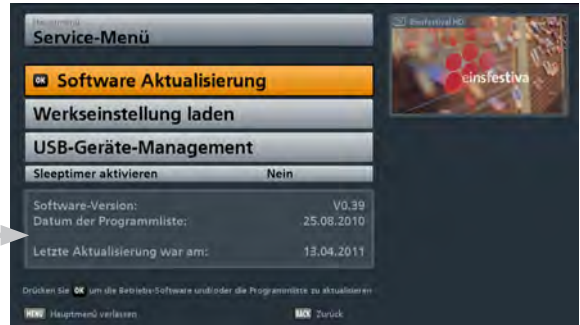 Hauptmenü
Service-Menü
OK Software Aktualisierung
Werkseinstellung laden
USB-Geräte-Management
Sleeptimer aktivieren Nein
Software-Version: V0.39
Datum der Programmliste: 25.08.2010
Letzte Aktualisierung war am: 13.04.2011
Drücken Sie OK um die Betriebs-Software und/oder die Programmliste zu aktualisieren
MENU Hauptmenü verlassen BACK Zurück
Einsfestival HD
einsfestiva